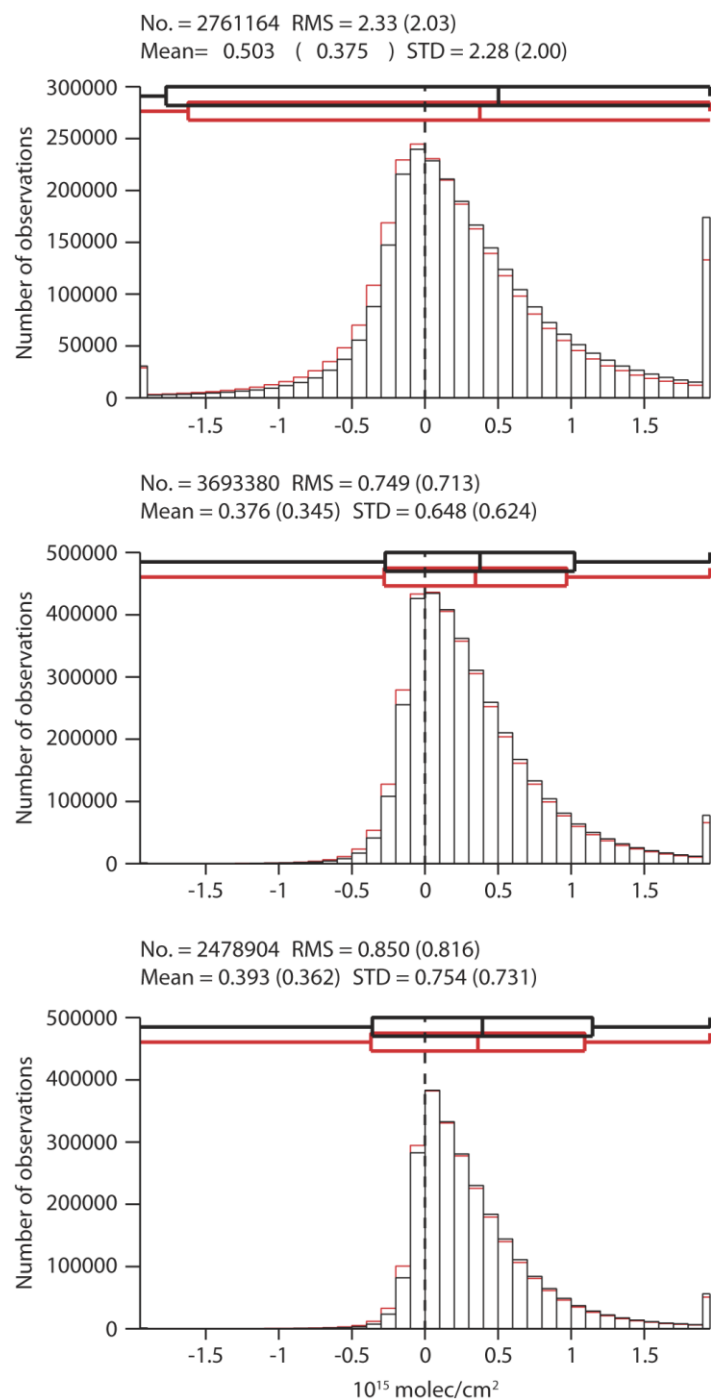 No. = 2761164 RMS = 2.33 (2.03)
Mean= 0.503 ( 0.375 ) STD = 2.28 (2.00)
300000
250000
200000
150000
100000
50000
0
Number of observations
-1.5 -1 -0.5 0 0.5 1 1.5
No. = 3693380 RMS = 0.749 (0.713)
Mean = 0.376 (0.345) STD = 0.648 (0.624)
500000
400000
300000
200000
100000
0
Number of observations
-1.5 -1 -0.5 0 0.5 1 1.5
No. = 2478904 RMS = 0.850 (0.816)
Mean = 0.393 (0.362) STD = 0.754 (0.731)
500000
400000
300000
200000
100000
0
Number of observations
-1.5 -1 -0.5 0 0.5 1 1.5
10¹⁵ molec/cm²